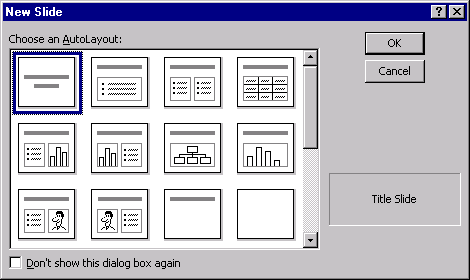 New Slide
Choose an AutoLayout:
OK
Cancel
Title Slide
Don't show this dialog box again